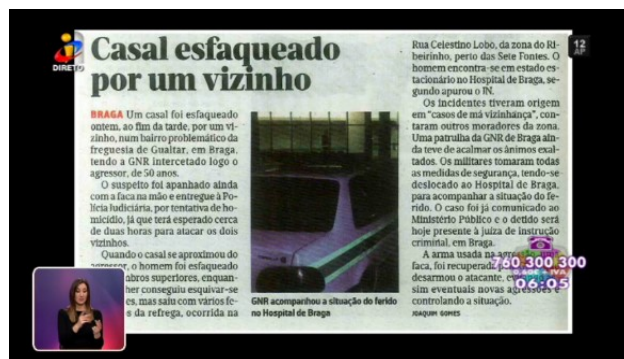 DIRETO
12
AP
Casal esfaqueado
por um vizinho
BRAGA Um casal foi esfaqueado
ontem, ao fim da tarde, por um vi-
zinho, num bairro problemático da
freguesia de Gualtar, em Braga,
tendo a GNR intercetado logo o
agressor, de 50 anos.
O suspeito foi apanhado ainda
com a faca na mão e entregue à Po-
lícia Judiciária, por tentativa de ho-
micídio, já que terá esperado cerca
de duas horas para atacar os dois
vizinhos.
Quando o casal se aproximou do
agressor, o homem foi esfaqueado
bros superiores, enquan-
her conseguiu esquivar-se
es, mas saiu com vários fe-
s da refrega, ocorrida na
GNR acompanhou a situação do ferido
no Hospital de Braga
Rua Celestino Lobo, da zona do Ri-
beirinho, perto das Sete Fontes. O
homem encontra-se em estado es-
tacionário no Hospital de Braga, se-
gundo apurou o JN.
Os incidentes tiveram origem
em "casos de má vizinhança", con-
taram outros moradores da zona.
Uma patrulha da GNR de Braga ain-
da teve de acalmar os ânimos exal-
tados. Os militares tomaram todas
as medidas de segurança, tendo-se
deslocado ao Hospital de Braga,
para acompanhar a situação do fe-
rido. O caso foi já comunicado ao
Ministério Público e o detido será
hoje presente à juíza de instrução
criminal, em Braga.
A arma usada na agressão
faca, foi recuperada
desarmou o atacante,
sim eventuais novas agressões e
controlando a situação.
JOAQUIM GOMES
760 300 300
0,60€ + IVA
06:05